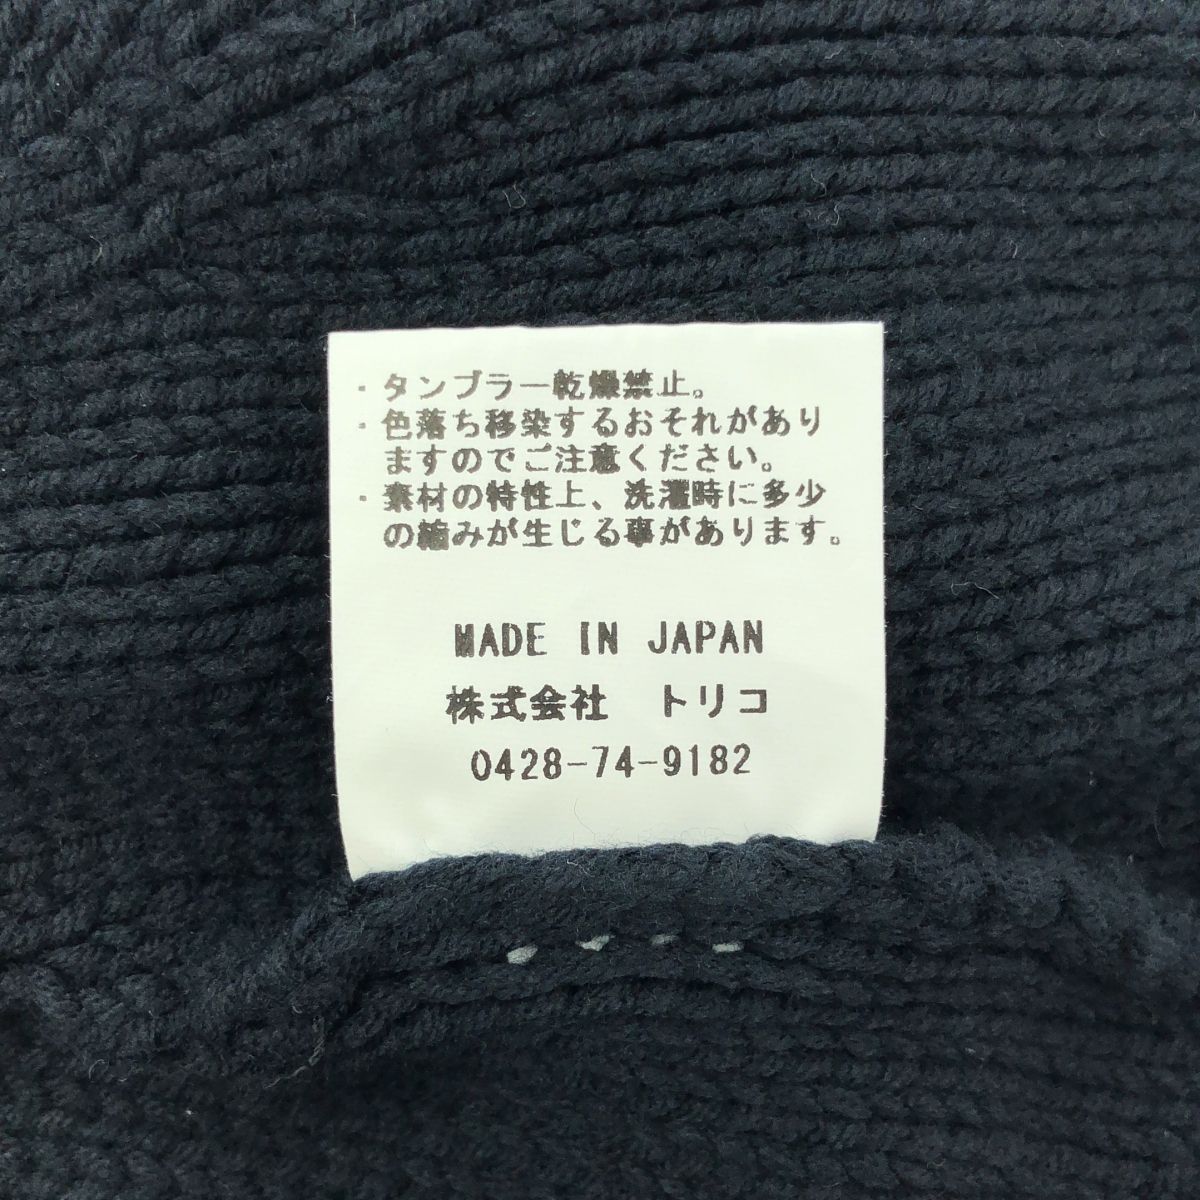 ・タンブラー乾燥禁止。
・色落ち移染するおそれがあり
ますのでご注意ください。
・素材の特性上、洗濯時に多少
の縮みが生じる事があります。
MADE IN JAPAN
株式会社 トリコ
0428-74-9182